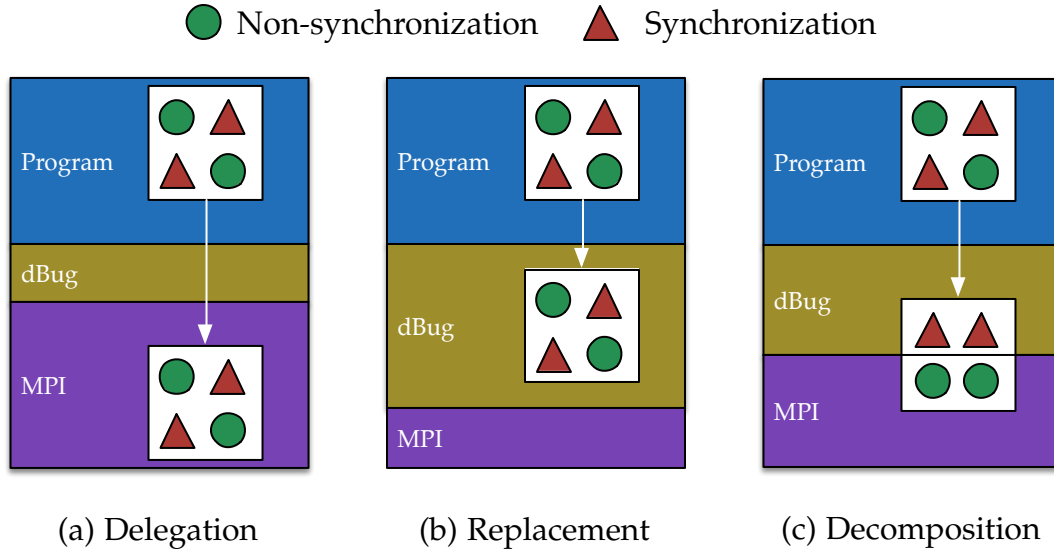 Non-synchronization Synchronization
Program
dBug
MPI
(a) Delegation
Program
dBug
MPI
(b) Replacement
Program
dBug
MPI
(c) Decomposition